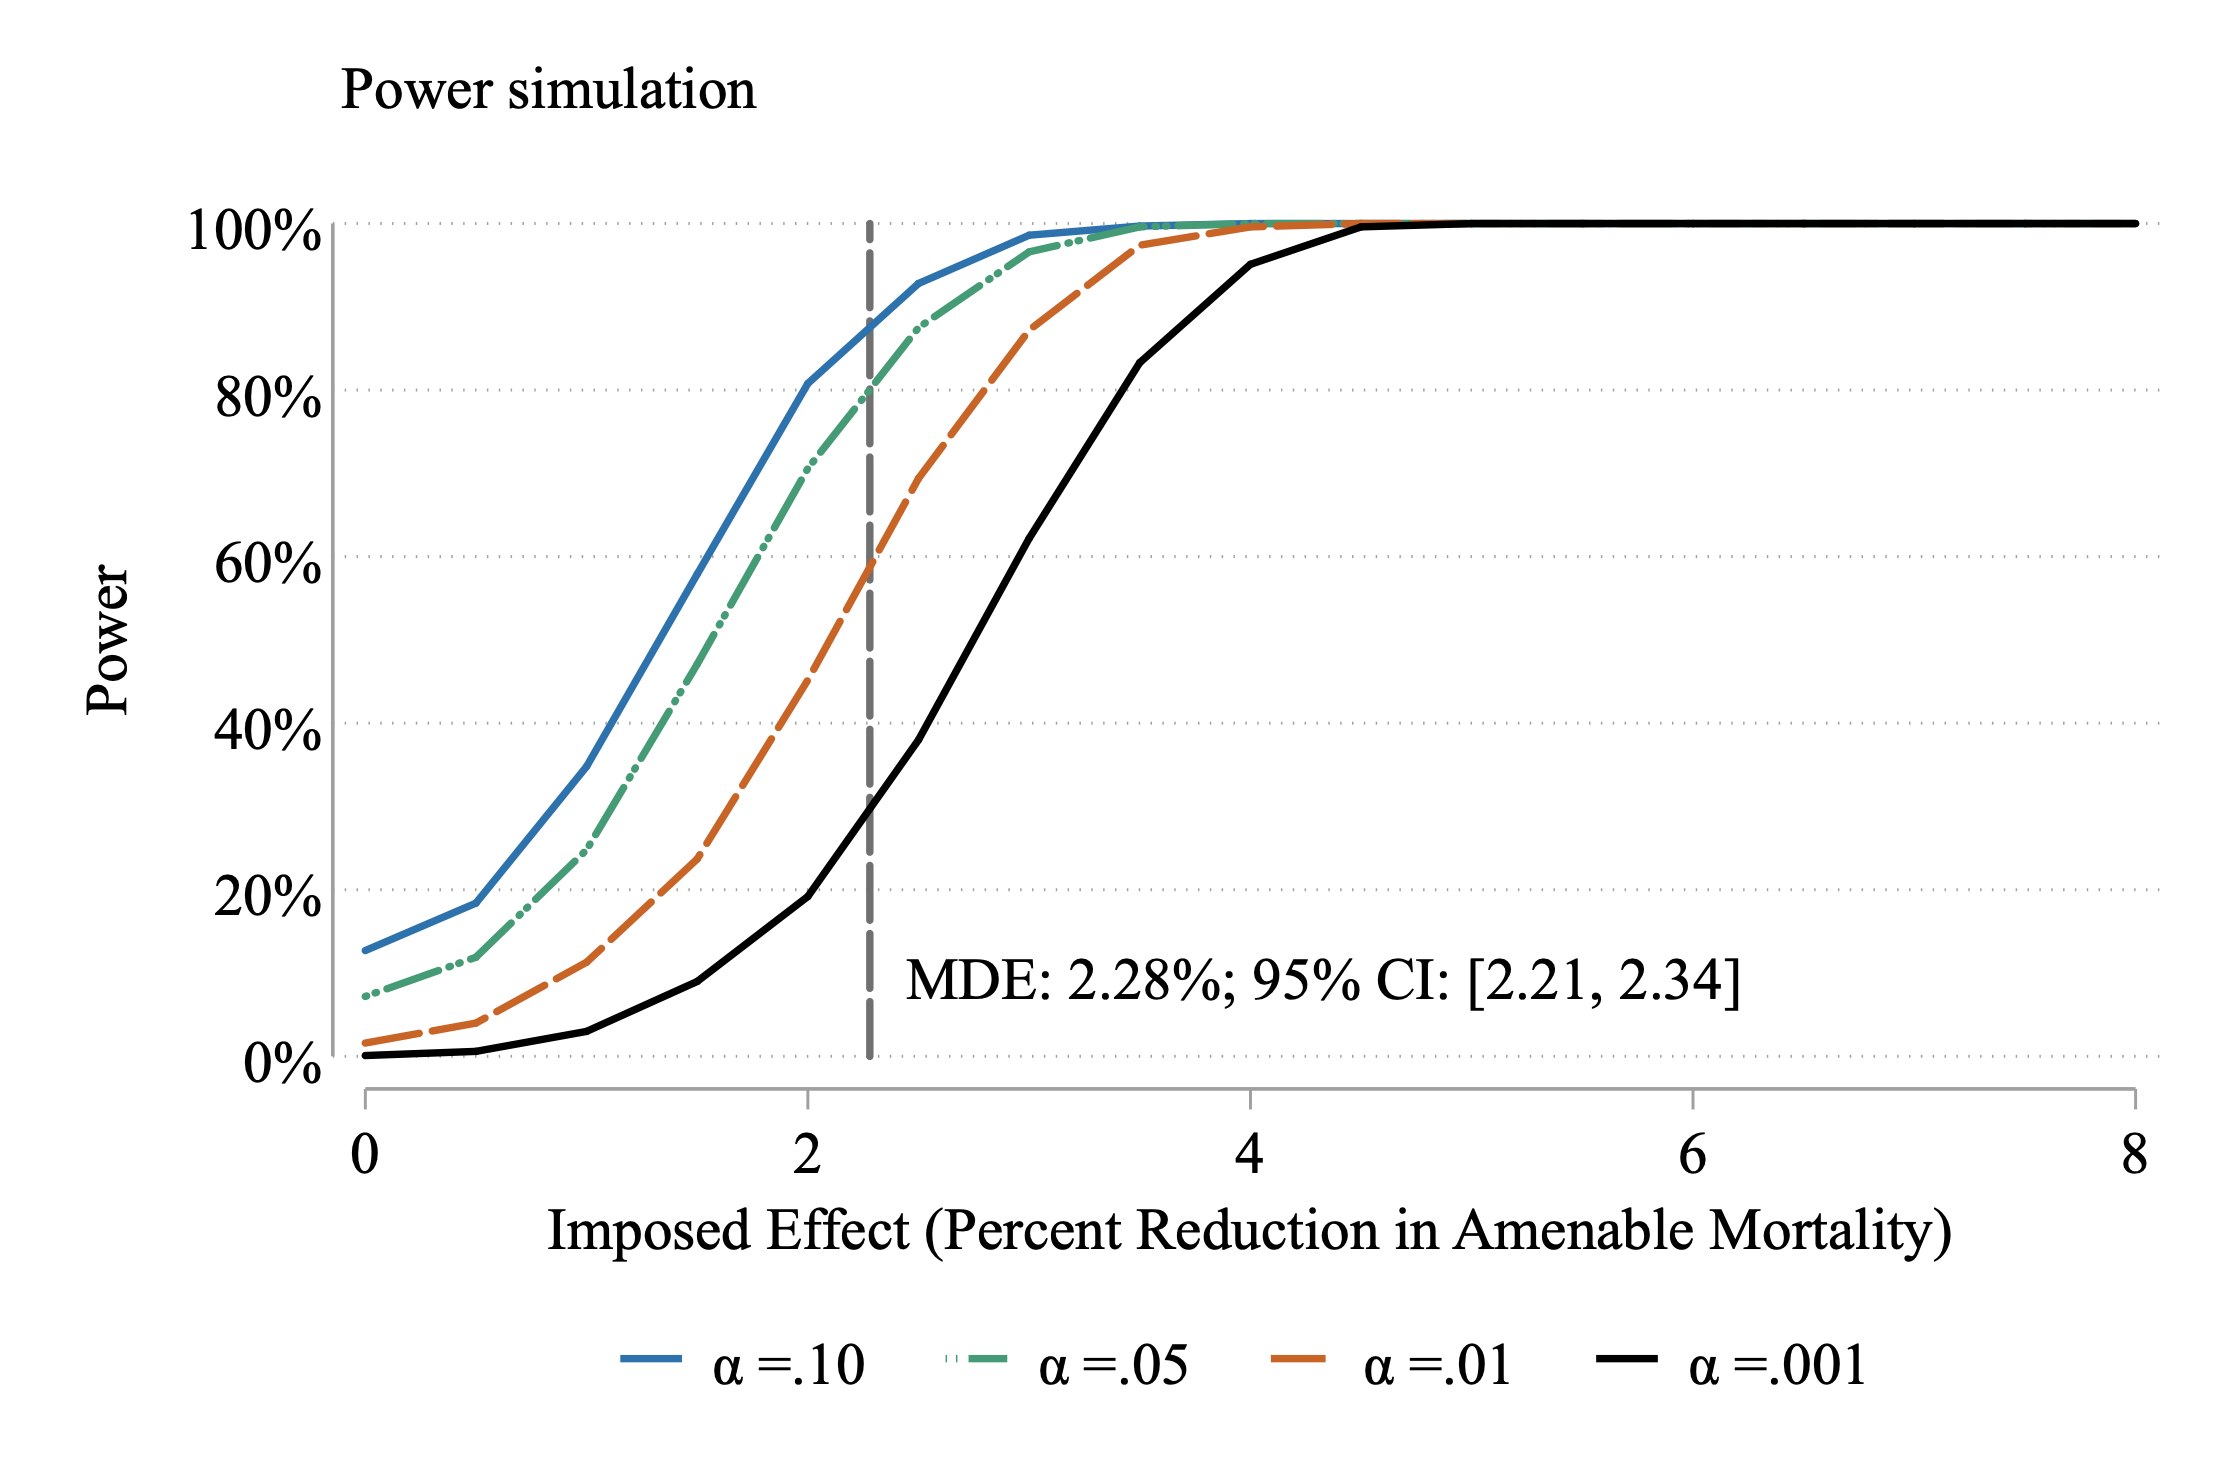 Power simulation
100%
80%
60%
40%
20%
0%
Power
MDE: 2.28%; 95% CI: [2.21, 2.34]
0 2 4 6 8
Imposed Effect (Percent Reduction in Amenable Mortality)
α =.10 α =.05 α =.01 α =.001